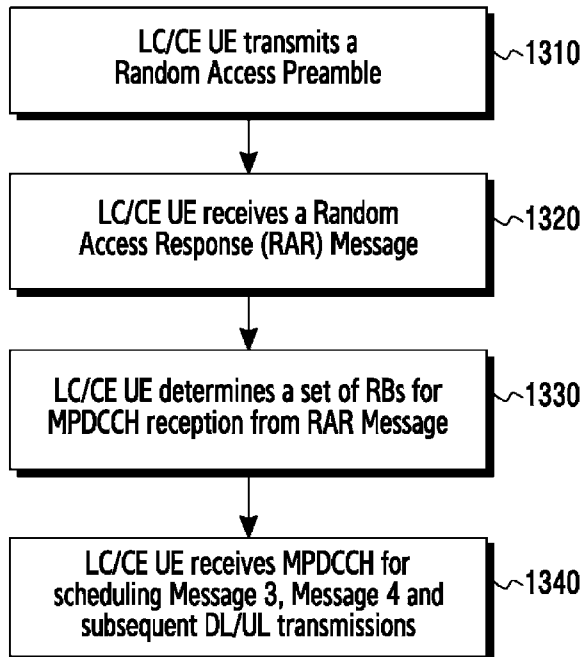 LC/CE UE transmits a
Random Access Preamble
1310
LC/CE UE receives a Random
Access Response (RAR) Message
1320
LC/CE UE determines a set of RBs for
MPDCCH reception from RAR Message
1330
LC/CE UE receives MPDCCH for
scheduling Message 3, Message 4 and
subsequent DL/UL transmissions
1340